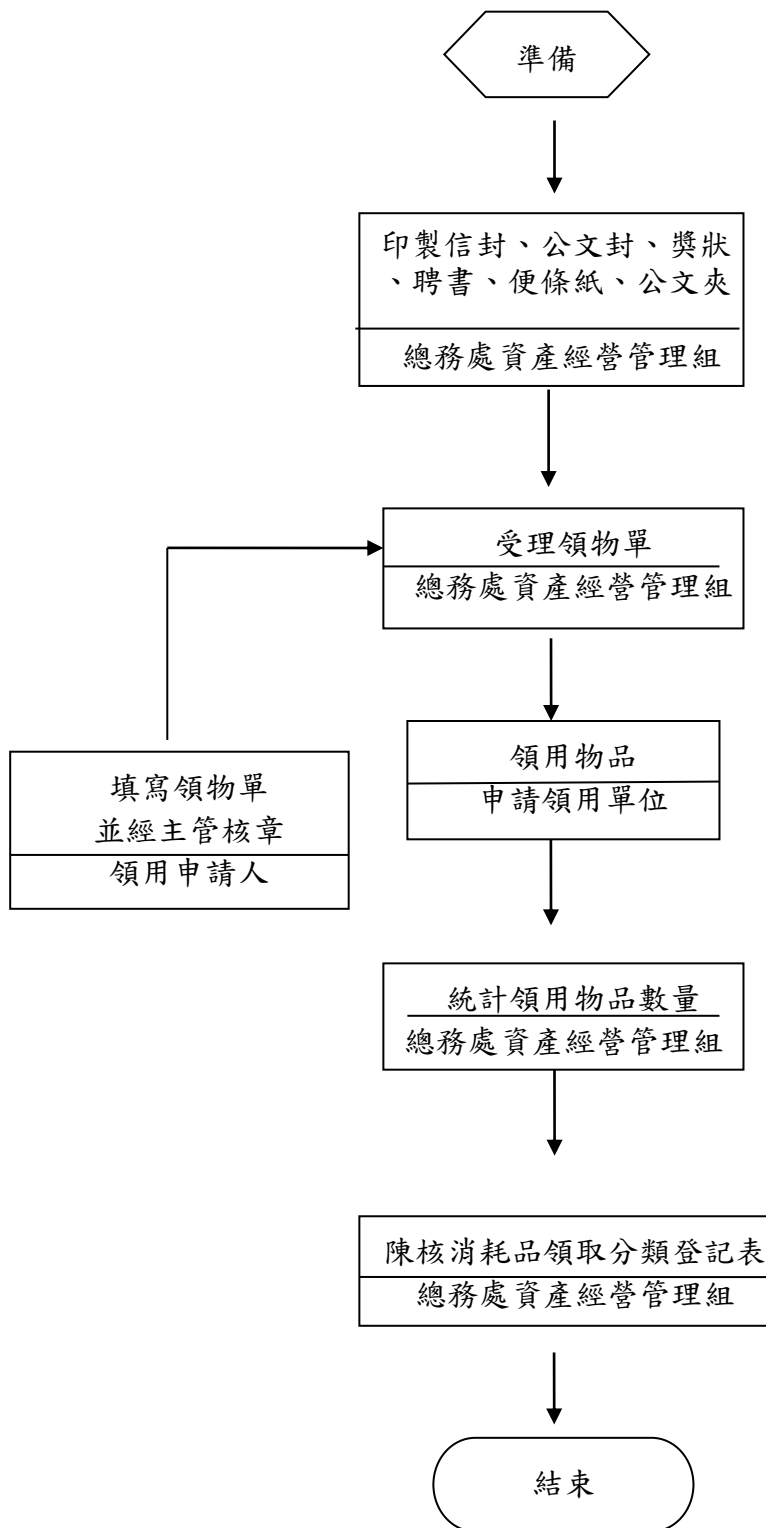 準備
印製信封、公文封、獎狀
、聘書、便條紙、公文夾
總務處資產經營管理組
受理領物單
總務處資產經營管理組
填寫領物單
並經主管核章
領用申請人
領用物品
申請領用單位
統計領用物品數量
總務處資產經營管理組
陳核消耗品領取分類登記表
總務處資產經營管理組
結束